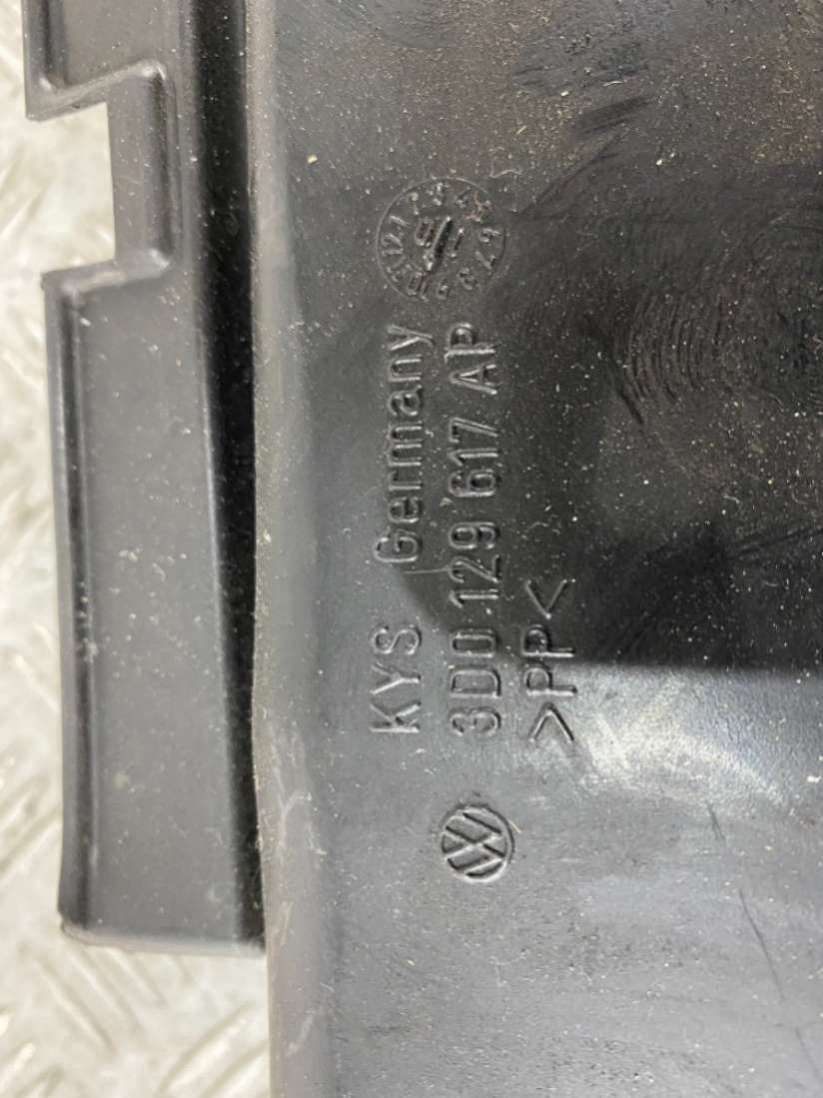 KYS Germany
3D0 129 617 AP
>PP<